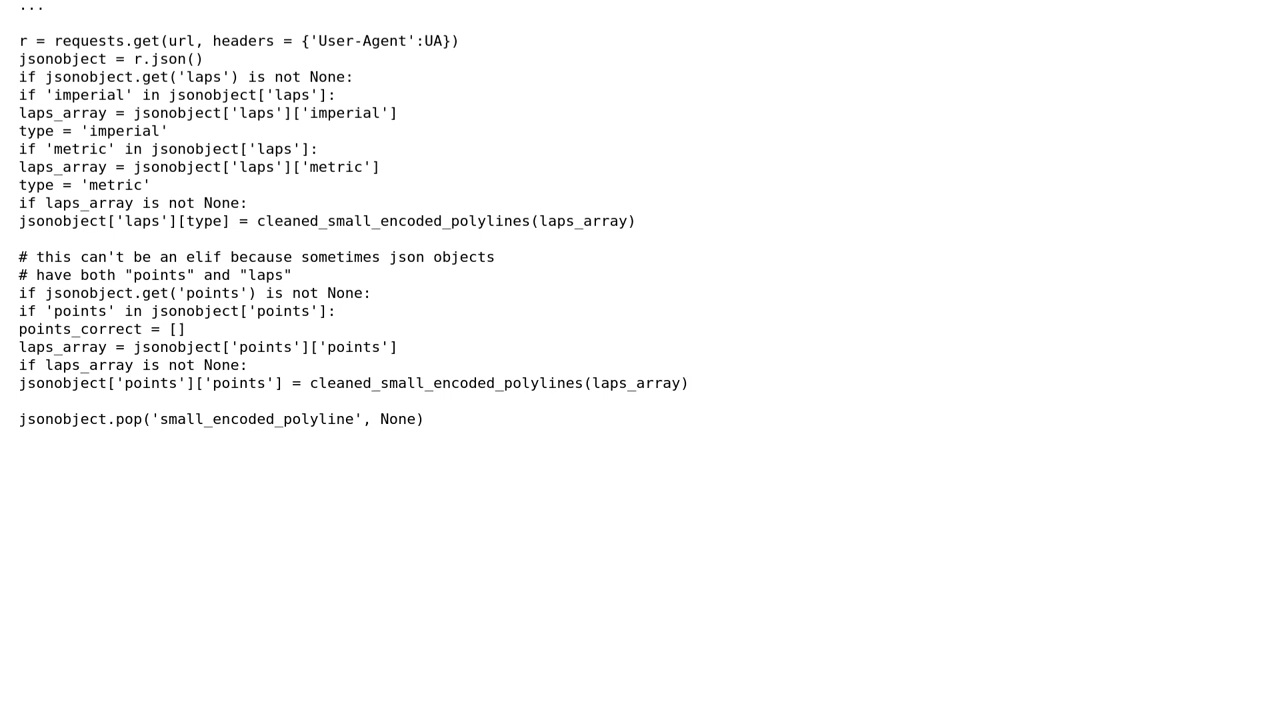 ...
r = requests.get(url, headers = {'User-Agent':UA})
jsonobject = r.json()
if jsonobject.get('laps') is not None:
if 'imperial' in jsonobject['laps']:
laps_array = jsonobject['laps']['imperial']
type = 'imperial'
if 'metric' in jsonobject['laps']:
laps_array = jsonobject['laps']['metric']
type = 'metric'
if laps_array is not None:
jsonobject['laps'][type] = cleaned_small_encoded_polylines(laps_array)

# this can't be an elif because sometimes json objects
# have both "points" and "laps"
if jsonobject.get('points') is not None:
if 'points' in jsonobject['points']:
points_correct = []
laps_array = jsonobject['points']['points']
if laps_array is not None:
jsonobject['points']['points'] = cleaned_small_encoded_polylines(laps_array)

jsonobject.pop('small_encoded_polyline', None)